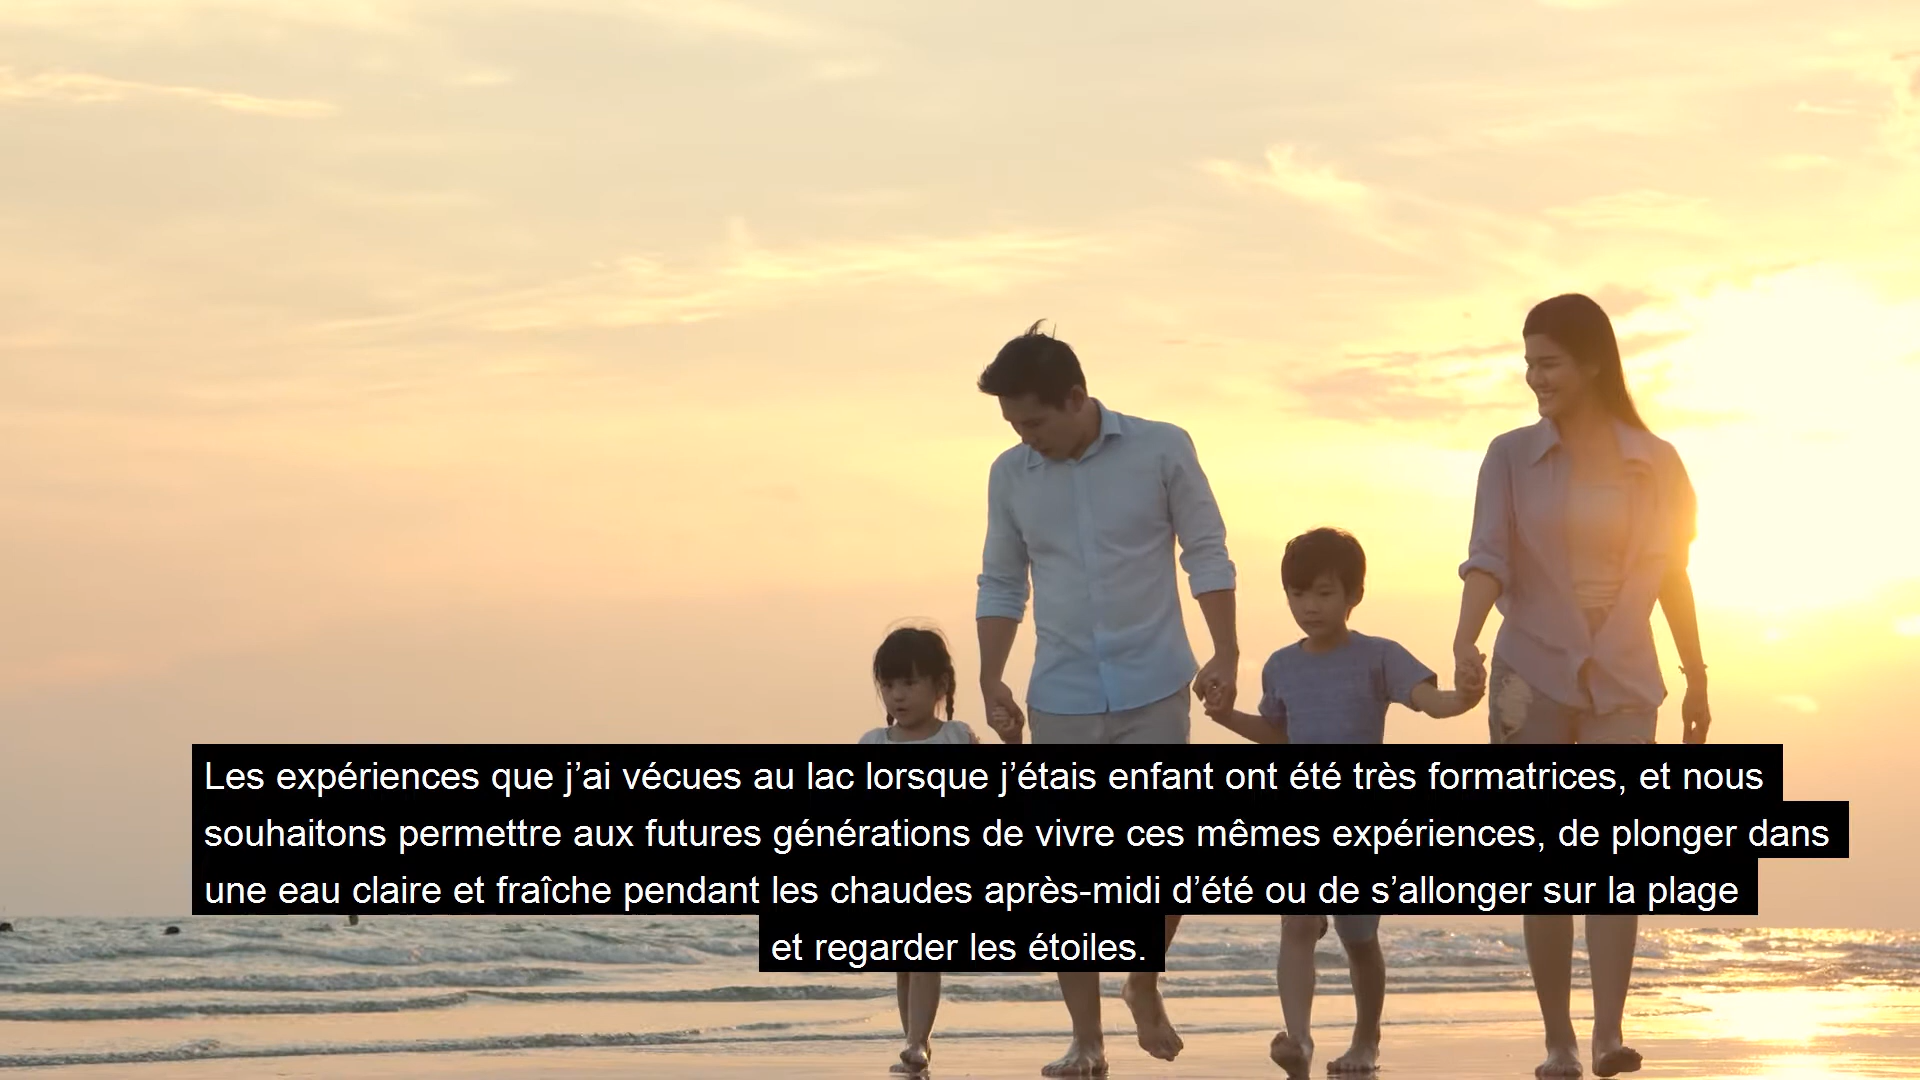 Les expériences que j’ai vécues au lac lorsque j’étais enfant ont été très formatrices, et nous
souhaitons permettre aux futures générations de vivre ces mêmes expériences, de plonger dans
une eau claire et fraîche pendant les chaudes après-midi d’été ou de s’allonger sur la plage
et regarder les étoiles.